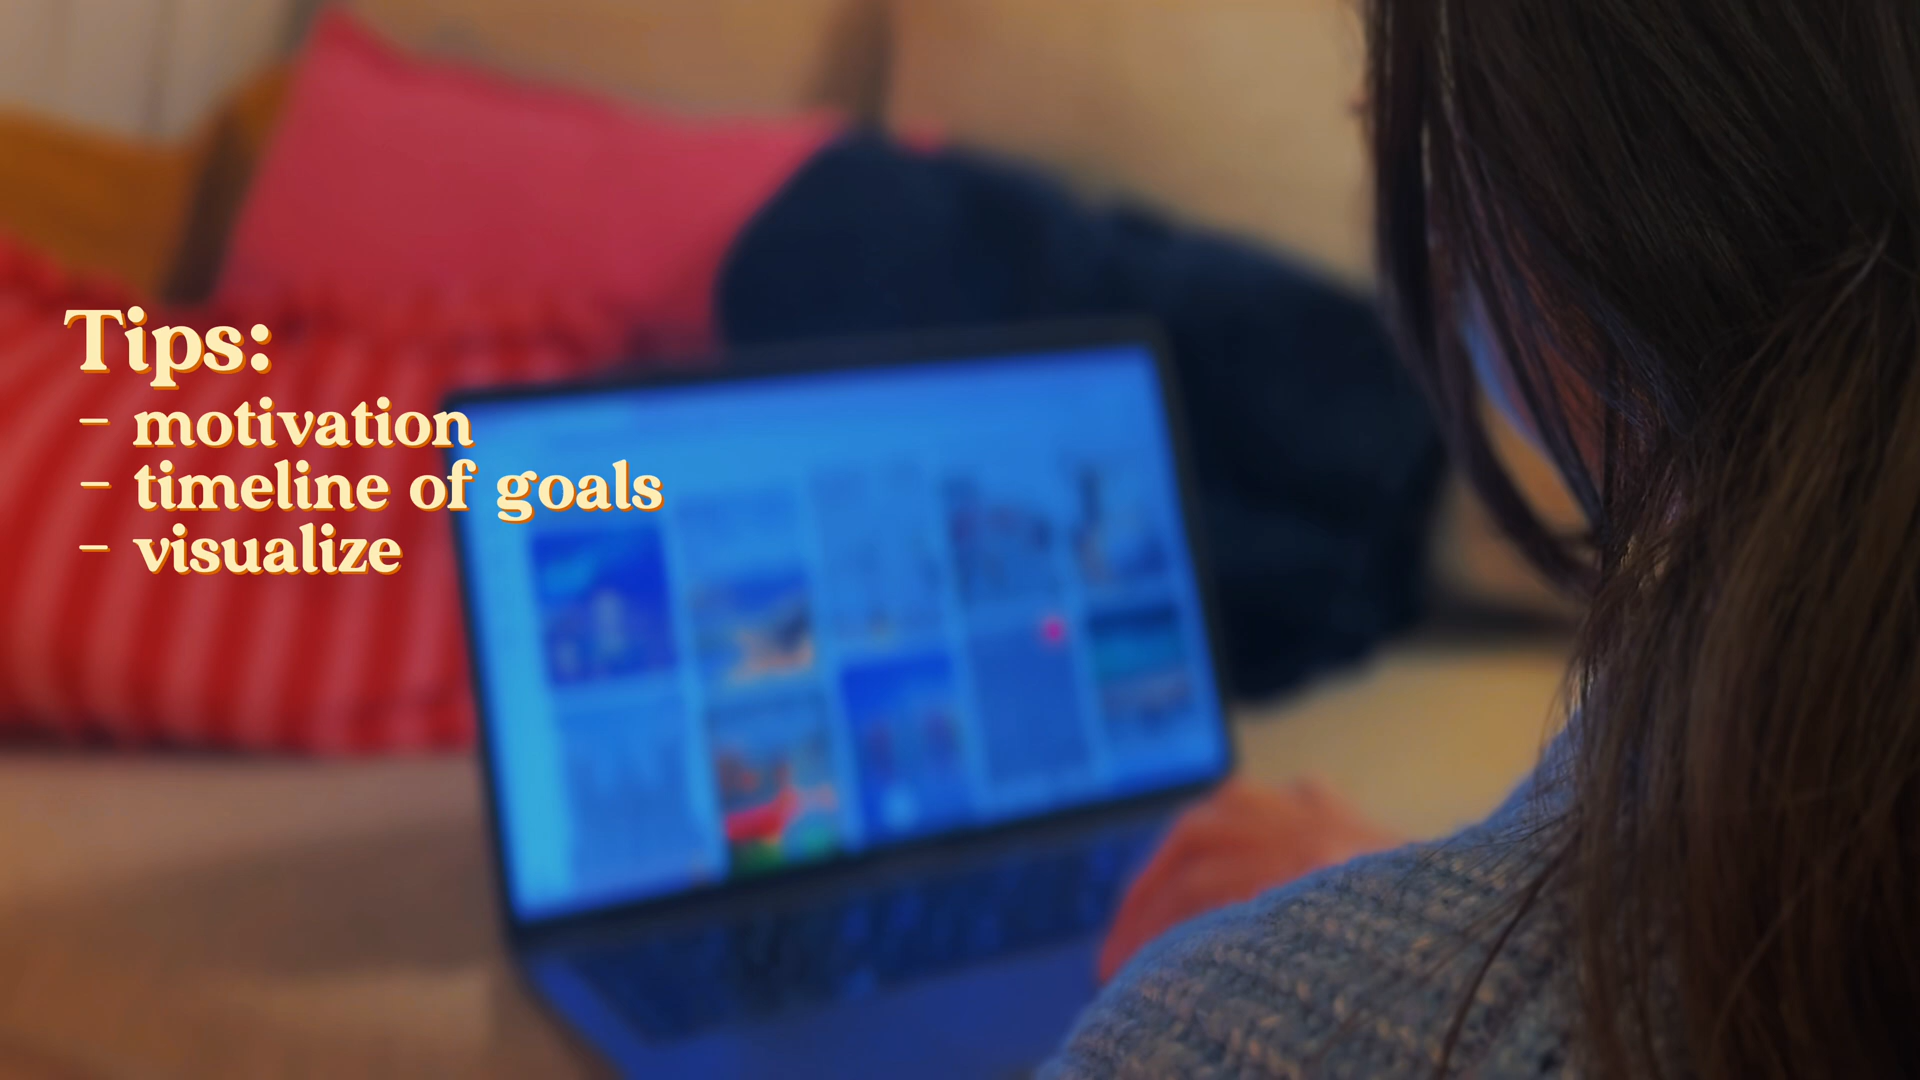 Tips:
- motivation
- timeline of goals
- visualize